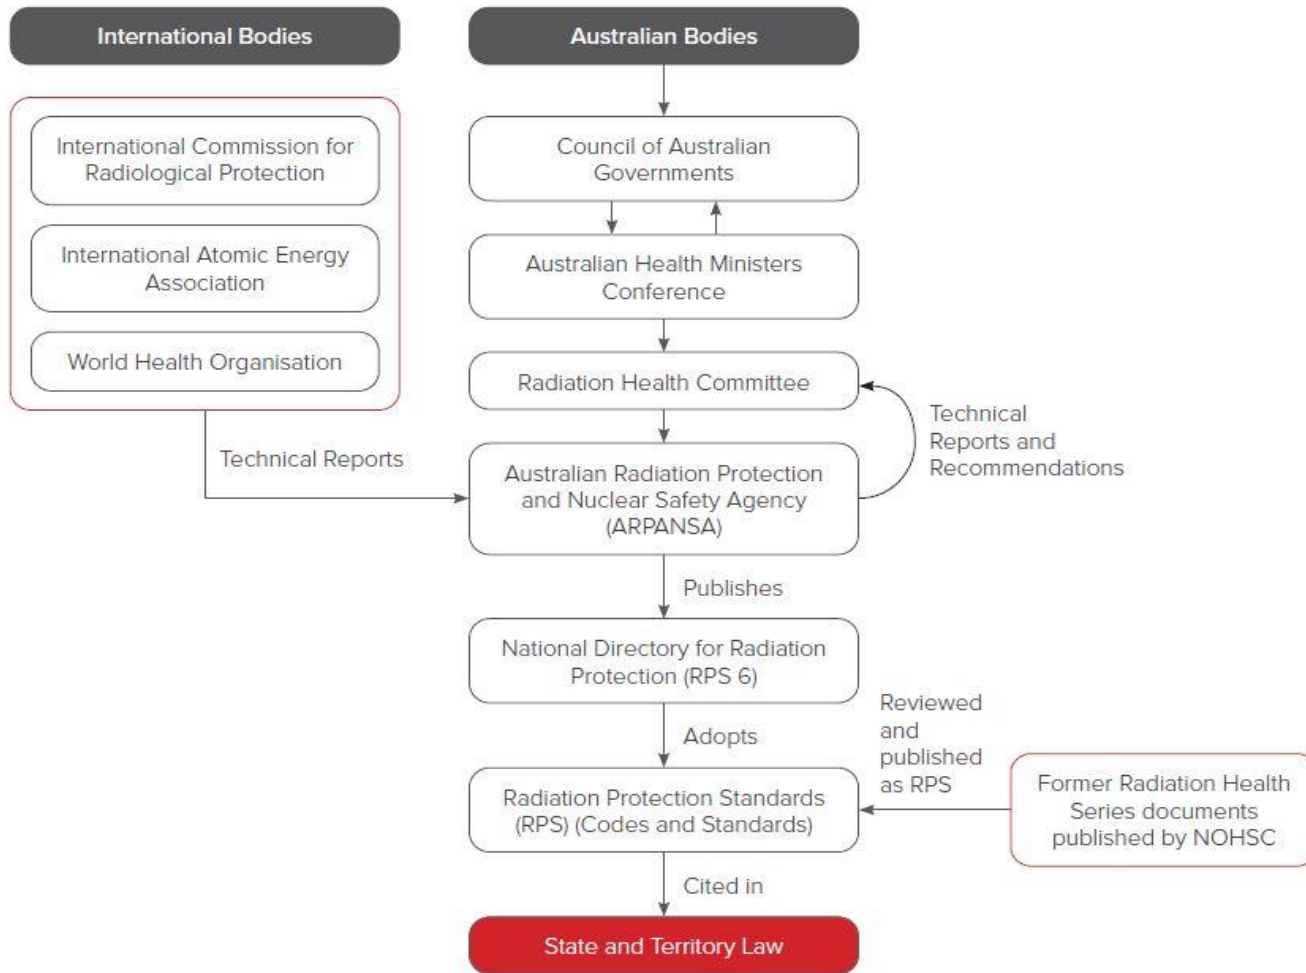 International Bodies
Australian Bodies
International Commission for
Radiological Protection
International Atomic Energy
Association
World Health Organisation
Technical Reports
Council of Australian
Governments
Australian Health Ministers
Conference
Radiation Health Committee
Technical
Reports and
Recommendations
Australian Radiation Protection
and Nuclear Safety Agency
(ARPANSA)
Publishes
National Directory for Radiation
Protection (RPS 6)
Adopts
Reviewed
and
published
as RPS
Radiation Protection Standards
(RPS) (Codes and Standards)
Former Radiation Health
Series documents
published by NOHSC
Cited in
State and Territory Law